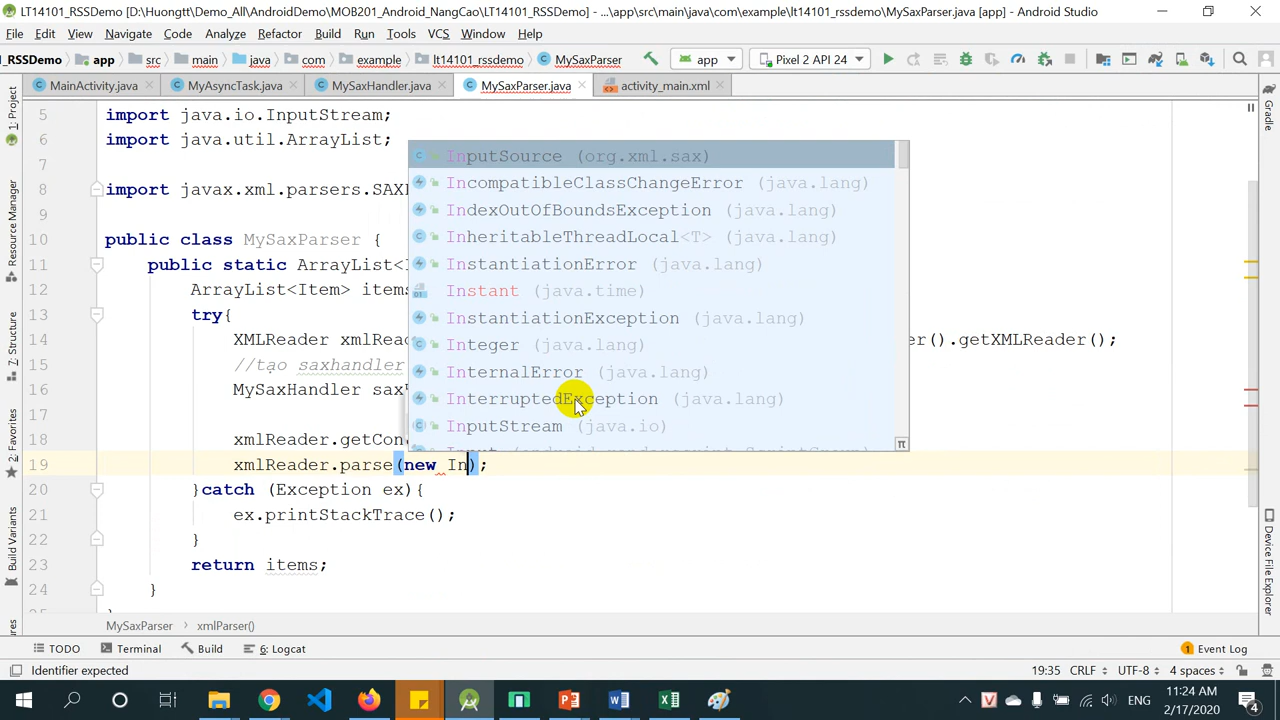 LT14101_RSSDemo [D:\Huongtt\Demo_All\AndroidDemo\MOB201_Android_NangCao\LT14101_RSSDemo] - ...\app\src\main\java\com\example\lt14101_rssdemo\MySaxParser.java [app] - Android Studio
File Edit View Navigate Code Analyze Refactor Build Run Tools VCS Window Help
_RSSDemo app src main java com example lt14101_rssdemo MySaxParser app Pixel 2 API 24
MainActivity.java MyAsyncTask.java MySaxHandler.java MySaxParser.java activity_main.xml
1: Project
Resource Manager
7: Structure
2: Favorites
Build Variants
5 import java.io.InputStream;
6 import java.util.ArrayList;
7
8 import javax.xml.parsers.SAX
9
10 public class MySaxParser {
11 public static ArrayList<
12 ArrayList<Item> items
13 try{
14 XMLReader xmlRea er().getXMLReader();
15 //tạo saxhandler
16 MySaxHandler sax
17
18 xmlReader.getCon
19 xmlReader.parse(new In);
20 }catch (Exception ex){
21 ex.printStackTrace();
22 }
23 return items;
24 }
25 }
InputSource (org.xml.sax)
IncompatibleClassChangeError (java.lang)
IndexOutOfBoundsException (java.lang)
InheritableThreadLocal<T> (java.lang)
InstantiationError (java.lang)
Instant (java.time)
InstantiationException (java.lang)
Integer (java.lang)
InternalError (java.lang)
InterruptedException (java.lang)
InputStream (java.io)
π
Gradle
Device File Explorer
MySaxParser xmlParser()
TODO Terminal Build 6: Logcat 1 Event Log
Identifier expected 19:35 CRLF UTF-8 4 spaces
ENG 11:24 AM
2/17/2020 4